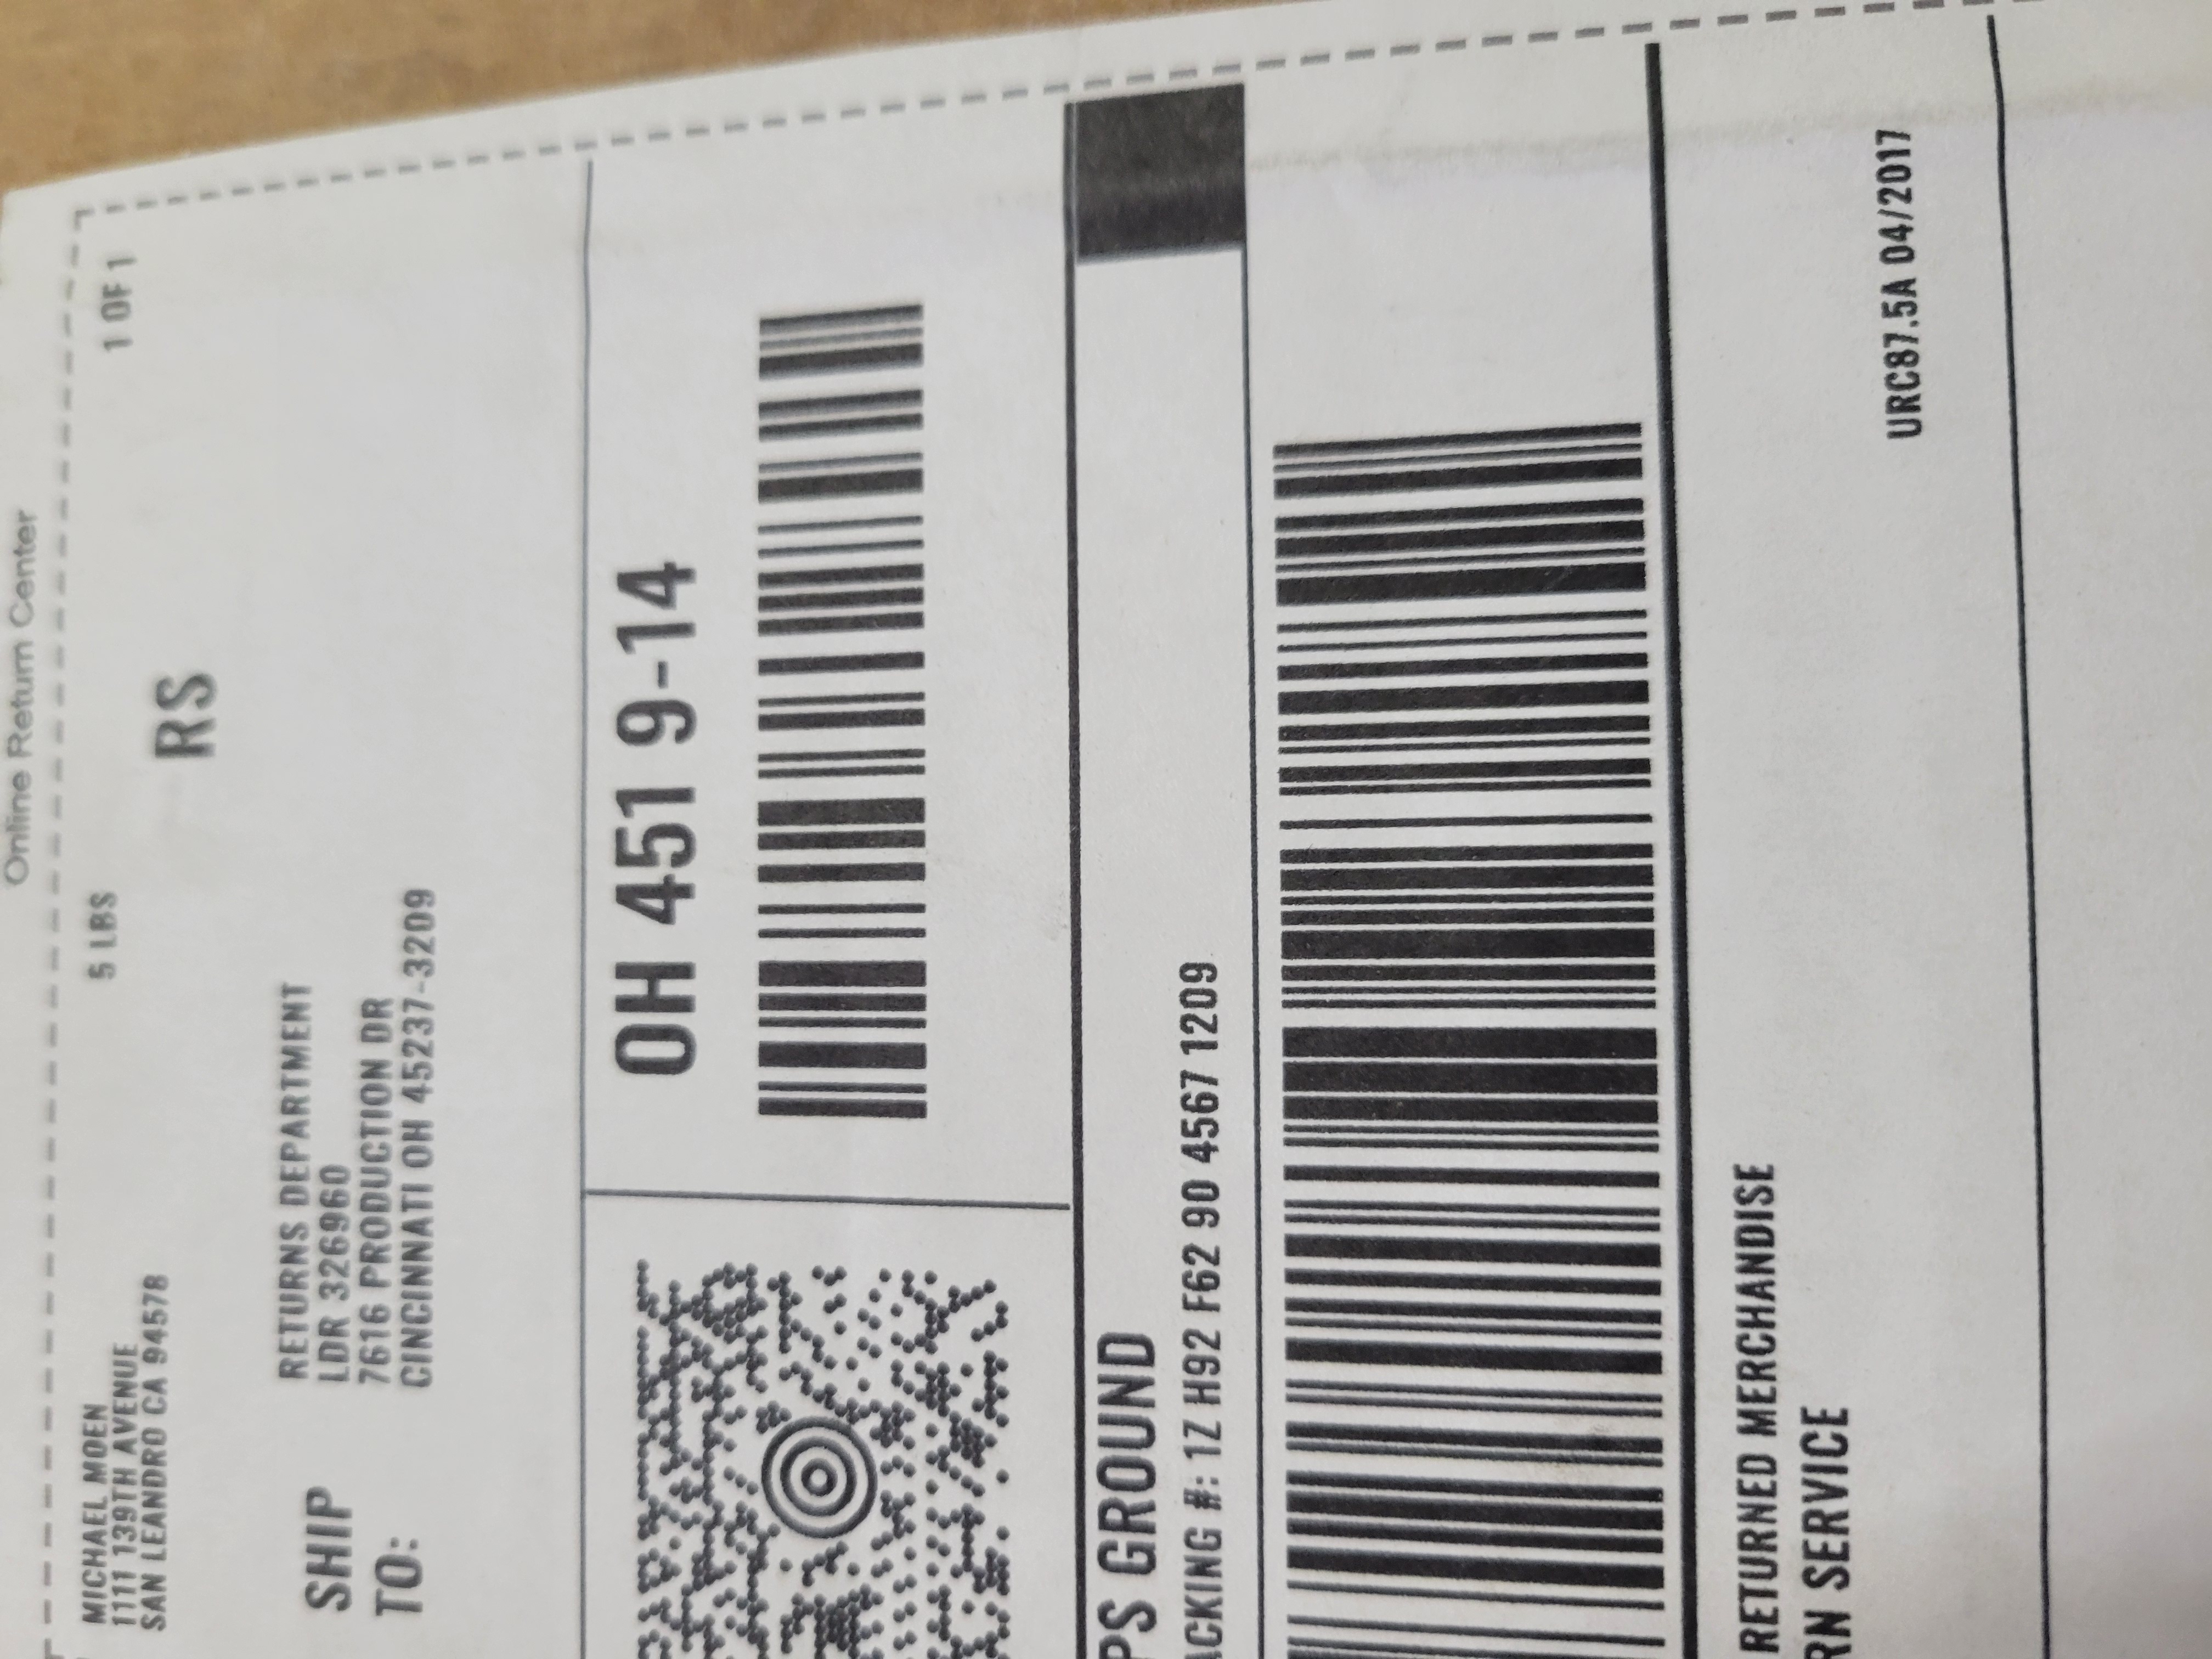 Online Return Center
MICHAEL MOEN
1111 139TH AVENUE
SAN LEANDRO CA 94578
5 LBS
1 OF 1
RS
SHIP
TO:
RETURNS DEPARTMENT
LDR 326960
7616 PRODUCTION DR
CINCINNATI OH 45237-3209
OH 451 9-14
PS GROUND
ACKING #: 1Z H92 F62 90 4567 1209
RETURNED MERCHANDISE
RN SERVICE
URC87.5A 04/2017